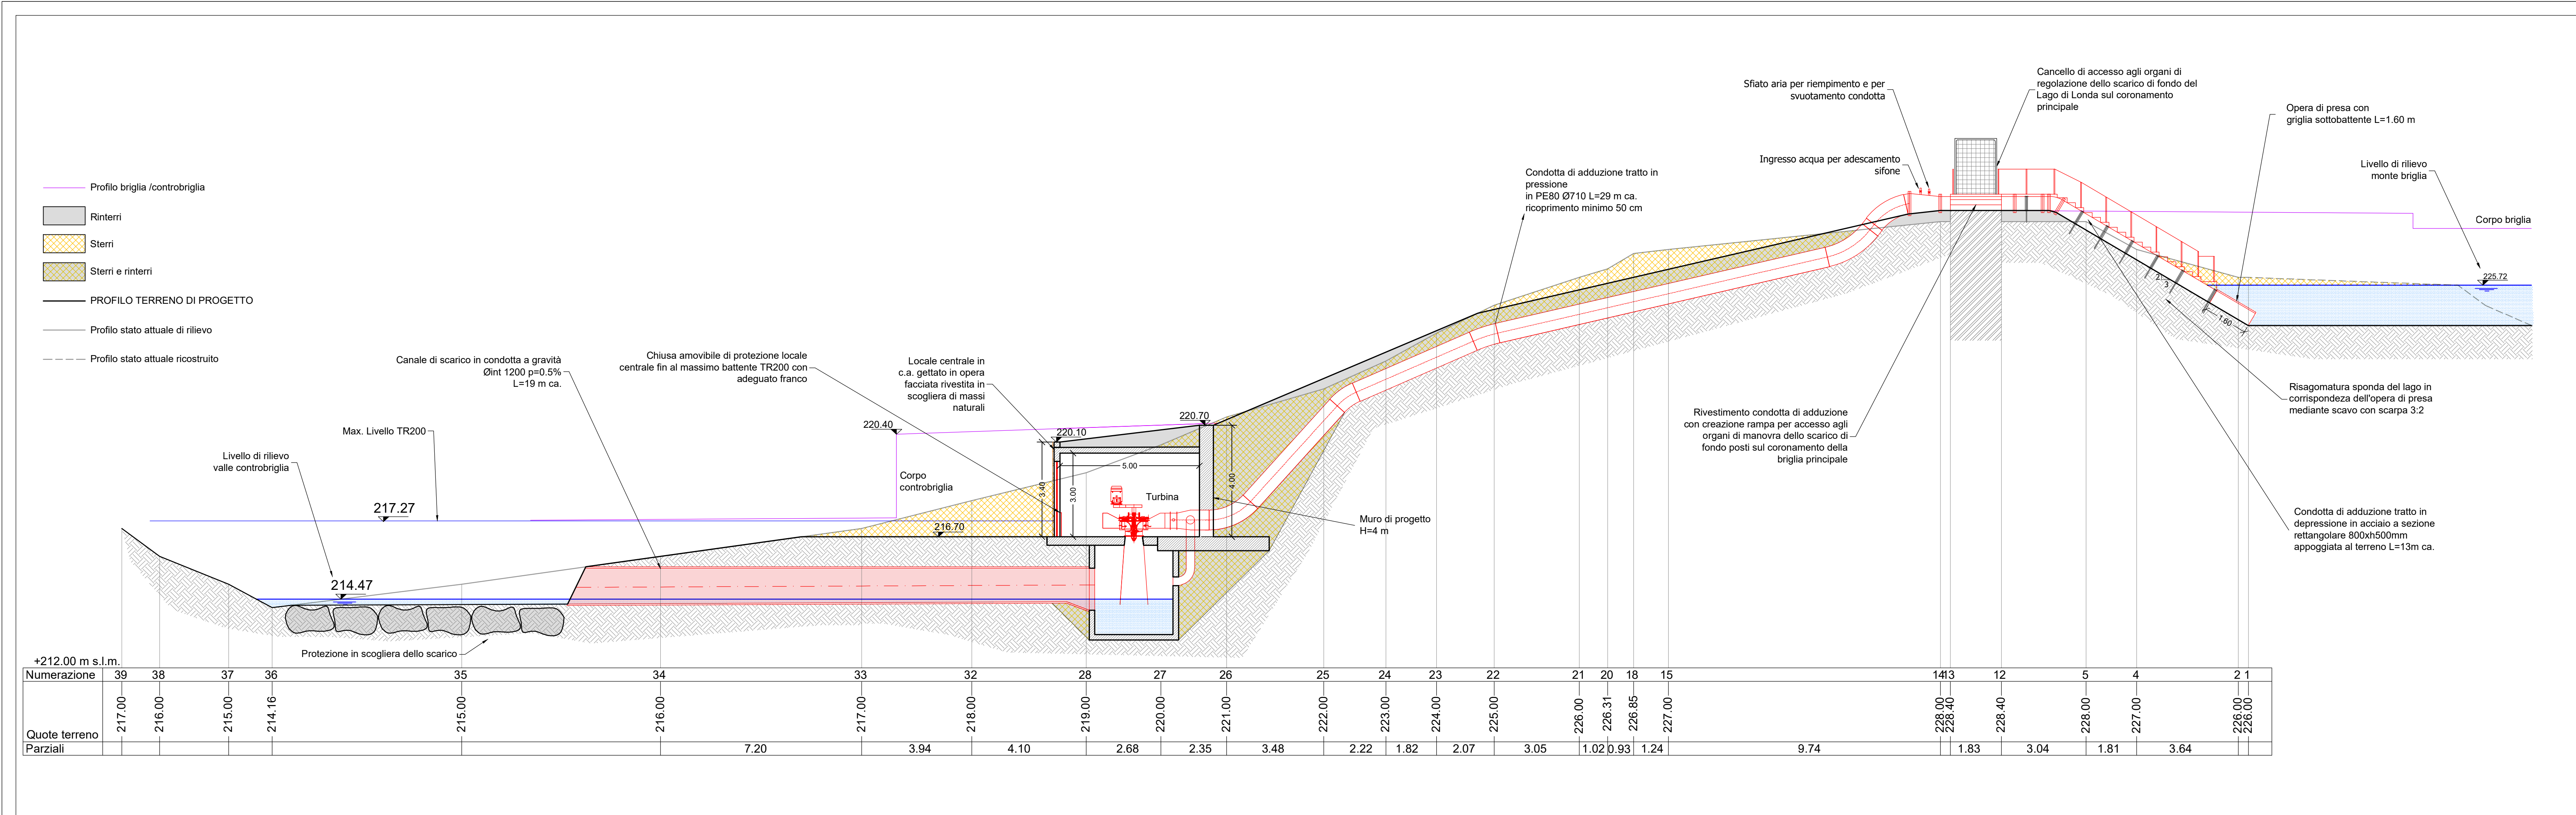 Profilo briglia /controbriglia
Rinterri
Sterri
Sterri e rinterri
PROFILO TERRENO DI PROGETTO
Profilo stato attuale di rilievo
Profilo stato attuale ricostruito
Livello di rilievo
valle controbriglia
Max. Livello TR200
217.27
214.47
Protezione in scogliera dello scarico
Canale di scarico in condotta a gravità
Øint 1200 p=0.5%
L=19 m ca.
Chiusa amovibile di protezione locale
centrale fin al massimo battente TR200 con
adeguato franco
Locale centrale in
c.a. gettato in opera
facciata rivestita in
scogliera di massi
naturali
220.40
Corpo
controbriglia
216.70
220.10
220.70
5.00
3.40
3.00
4.00
Turbina
Muro di progetto
H=4 m
Condotta di adduzione tratto in
pressione
in PE80 Ø710 L=29 m ca.
ricoprimento minimo 50 cm
Sfiato aria per riempimento e per
svuotamento condotta
Ingresso acqua per adescamento
sifone
Cancello di accesso agli organi di
regolazione dello scarico di fondo del
Lago di Londa sul coronamento
principale
Opera di presa con
griglia sottobattente L=1.60 m
Livello di rilievo
monte briglia
Corpo briglia
225.72
2
3
1.60
Rivestimento condotta di adduzione
con creazione rampa per accesso agli
organi di manovra dello scarico di
fondo posti sul coronamento della
briglia principale
Risagomatura sponda del lago in
corrispondeza dell'opera di presa
mediante scavo con scarpa 3:2
Condotta di adduzione tratto in
depressione in acciaio a sezione
rettangolare 800xh500mm
appoggiata al terreno L=13m ca.
+212.00 m s.l.m.
Numerazione 39 38 37 36 35 34 33 32 28 27 26 25 24 23 22 21 20 18 15 14 13 12 5 4 2 1
Quote terreno 217.00 216.00 215.00 214.16 215.00 216.00 217.00 218.00 219.00 220.00 221.00 222.00 223.00 224.00 225.00 226.00 226.31 226.85 227.00 228.00 228.40 228.40 228.00 227.00 226.00 226.00
Parziali 7.20 3.94 4.10 2.68 2.35 3.48 2.22 1.82 2.07 3.05 1.02 0.93 1.24 9.74 1.83 3.04 1.81 3.64